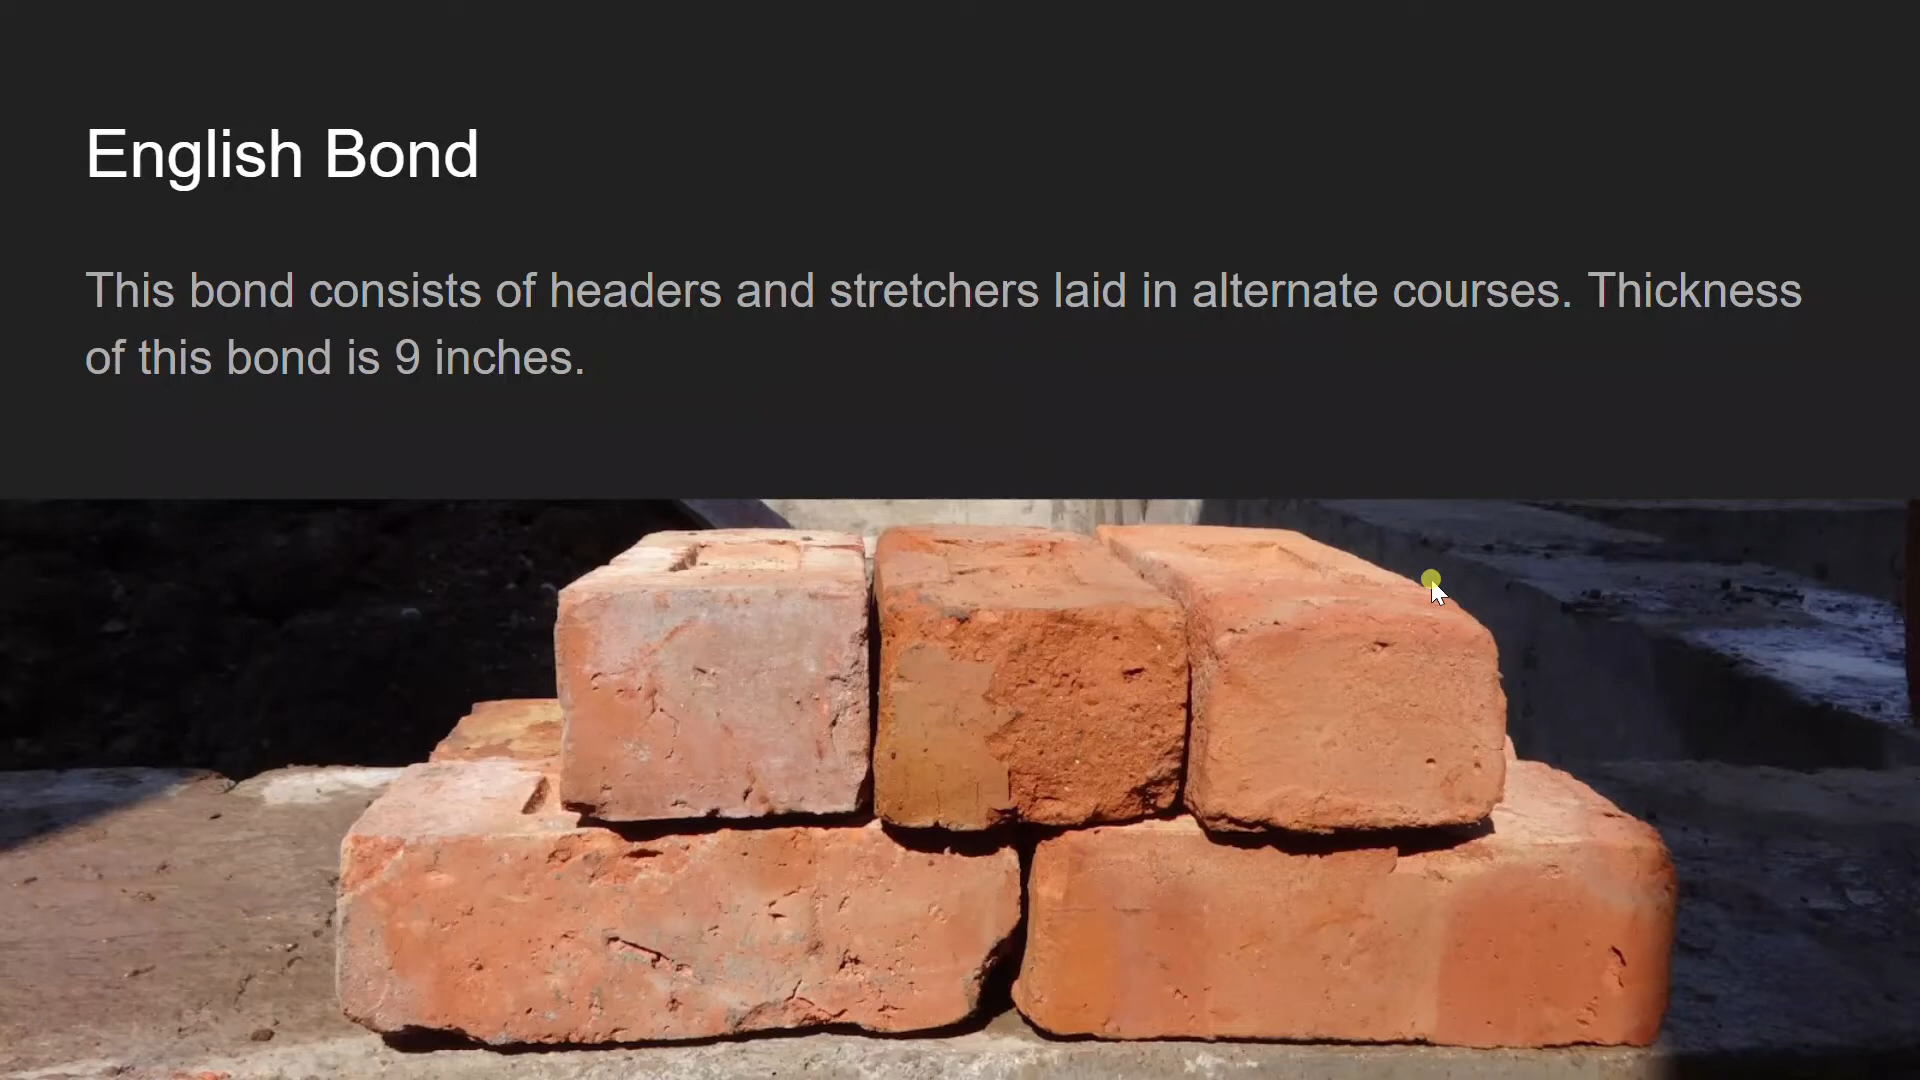 English Bond
This bond consists of headers and stretchers laid in alternate courses. Thickness
of this bond is 9 inches.